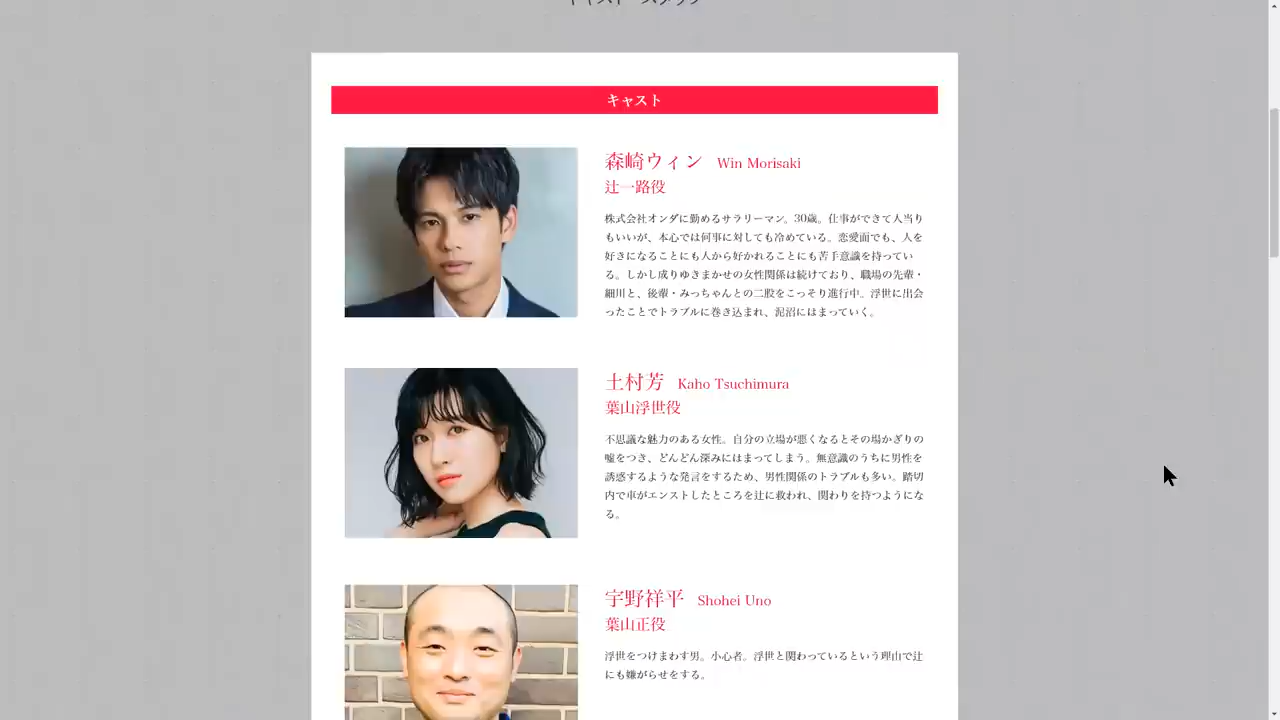 キャスト・スタッフ
キャスト
森崎ウィン Win Morisaki
辻一路役
株式会社オンダに勤めるサラリーマン。30歳。仕事ができて人当り
もいいが、本心では何事に対しても冷めている。恋愛面でも、人を
好きになることにも人から好かれることにも苦手意識を持ってい
る。しかし成りゆきまかせの女性関係は続けており、職場の先輩・
細川と、後輩・みっちゃんとの二股をこっそり進行中。浮世に出会
ったことでトラブルに巻き込まれ、泥沼にはまっていく。
土村芳 Kaho Tsuchimura
葉山浮世役
不思議な魅力のある女性。自分の立場が悪くなるとその場かぎりの
嘘をつき、どんどん深みにはまってしまう。無意識のうちに男性を
誘惑するような発言をするため、男性関係のトラブルも多い。踏切
内で車がエンストしたところを辻に救われ、関わりを持つようにな
る。
宇野祥平 Shohei Uno
葉山正役
浮世をつけまわす男。小心者。浮世と関わっているという理由で辻
にも嫌がらせをする。